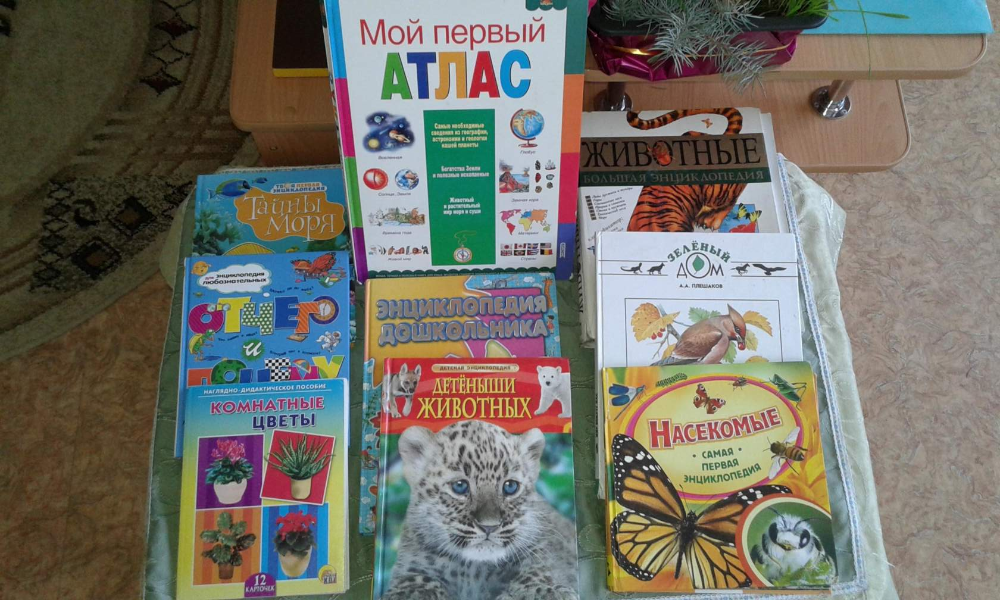 Мой первый
АТЛАС
Самые необходимые
сведения из географии,
астрономии и геологии
нашей планеты
Богатства Земли
и полезные ископаемые
Животный
и растительный
мир моря и суши
Вселенная
Глобус
Солнце, Земля
Земная кора
Времена года
Материки
Живой мир
Страны
ТВОЯ ПЕРВАЯ
ЭНЦИКЛОПЕДИЯ
Тайны
моря
ЖИВОТНЫЕ
БОЛЬШАЯ ЭНЦИКЛОПЕДИЯ
для энциклопедия
любознательных
ОТЧЕГО
и
ПОЧЕМУ
ЭНЦИКЛОПЕДИЯ
ДОШКОЛЬНИКА
ЗЕЛЁНЫЙ
ДОМ
А.А. ПЛЕШАКОВ
НАГЛЯДНО-ДИДАКТИЧЕСКОЕ ПОСОБИЕ
КОМНАТНЫЕ
ЦВЕТЫ
12
КАРТОЧЕК
ДЕТСКАЯ ЭНЦИКЛОПЕДИЯ
ДЕТЁНЫШИ
ЖИВОТНЫХ
НАСЕКОМЫЕ
• САМАЯ •
ПЕРВАЯ
ЭНЦИКЛОПЕДИЯ